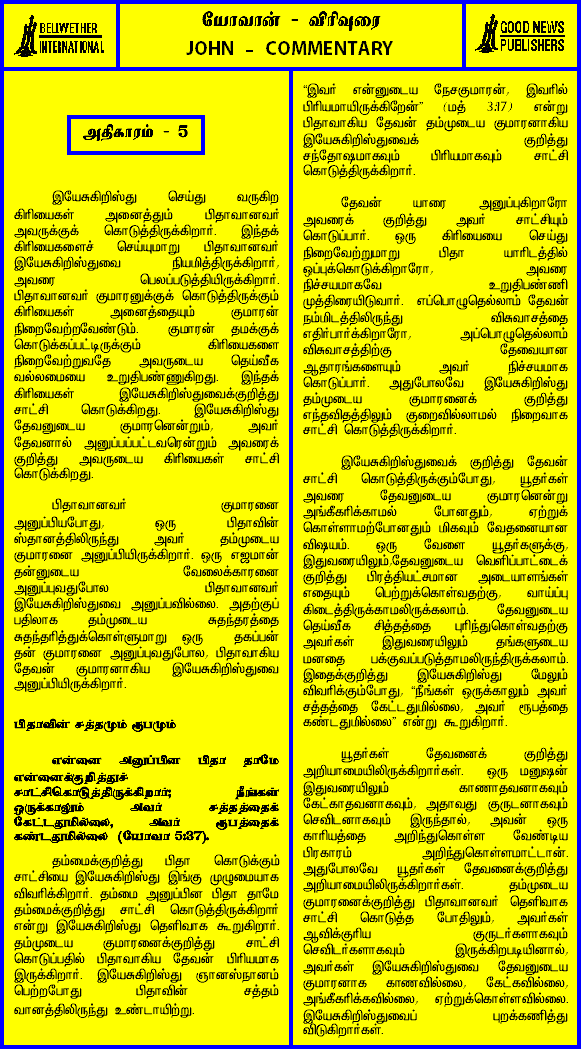 BELWETHER
INTERNATIONAL
யோவான் - விரிவுரை
JOHN – COMMENTARY
GOOD NEWS
PUBLISHERS
அதிகாரம் - 5
இயேசுகிறிஸ்து செய்து வருகிற
கிரியைகள் அனைத்தும் பிதாவானவர்
அவருக்குக் கொடுத்திருக்கிறார். இந்தக்
கிரியைகளைச் செய்யுமாறு பிதாவானவர்
இயேசுகிறிஸ்துவை நியமித்திருக்கிறார்,
அவரை பெலப்படுத்தியிருக்கிறார்.
பிதாவானவர் குமாரனுக்குக் கொடுத்திருக்கும்
கிரியைகள் அனைத்தையும் குமாரன்
நிறைவேற்றவேண்டும். குமாரன் தமக்குக்
கொடுக்கப்பட்டிருக்கும் கிரியைகளை
நிறைவேற்றுவதே அவருடைய தெய்வீக
வல்லமையை உறுதிபண்ணுகிறது. இந்தக்
கிரியைகள் இயேசுகிறிஸ்துவைக்குறித்து
சாட்சி கொடுக்கிறது. இயேசுகிறிஸ்து
தேவனுடைய குமாரனென்றும், அவர்
தேவனால் அனுப்பப்பட்டவரென்றும் அவரைக்
குறித்து அவருடைய கிரியைகள் சாட்சி
கொடுக்கிறது.
பிதாவானவர் குமாரனை
அனுப்பியபோது, ஒரு பிதாவின்
ஸ்தானத்திலிருந்து அவர் தம்முடைய
குமாரனை அனுப்பியிருக்கிறார். ஒரு எஜமான்
தன்னுடைய வேலைக்காரனை
அனுப்புவதுபோல பிதாவானவர்
இயேசுகிறிஸ்துவை அனுப்பவில்லை. அதற்குப்
பதிலாக தம்முடைய சுதந்தரத்தை
சுதந்தரித்துக்கொள்ளுமாறு ஒரு தகப்பன்
தன் குமாரனை அனுப்புவதுபோல, பிதாவாகிய
தேவன் குமாரனாகிய இயேசுகிறிஸ்துவை
அனுப்பியிருக்கிறார்.
பிதாவின் சத்தமும் ரூபமும்
என்னை அனுப்பின பிதா தாமே
என்னைக்குறித்துச்
சாட்சிகொடுத்திருக்கிறார்; நீங்கள்
ஒருக்காலும் அவர் சத்தத்தைக்
கேட்டதுமில்லை, அவர் ரூபத்தைக்
கண்டதுமில்லை (யோவா 5:37).
தம்மைக்குறித்து பிதா கொடுக்கும்
சாட்சியை இயேசுகிறிஸ்து இங்கு முழுமையாக
விவரிக்கிறார். தம்மை அனுப்பின பிதா தாமே
தம்மைக்குறித்து சாட்சி கொடுத்திருக்கிறார்
என்று இயேசுகிறிஸ்து தெளிவாக கூறுகிறார்.
தம்முடைய குமாரனைக்குறித்து சாட்சி
கொடுப்பதில் பிதாவாகிய தேவன் பிரியமாக
இருக்கிறார். இயேசுகிறிஸ்து ஞானஸ்நானம்
பெற்றபோது பிதாவின் சத்தம்
வானத்திலிருந்து உண்டாயிற்று.
“இவர் என்னுடைய நேசகுமாரன், இவரில்
பிரியமாயிருக்கிறேன்” (மத் 3:17) என்று
பிதாவாகிய தேவன் தம்முடைய குமாரனாகிய
இயேசுகிறிஸ்துவைக் குறித்து
சந்தோஷமாகவும் பிரியமாகவும் சாட்சி
கொடுத்திருக்கிறார்.
தேவன் யாரை அனுப்புகிறாரோ
அவரைக் குறித்து அவர் சாட்சியும்
கொடுப்பார். ஒரு கிரியையை செய்து
நிறைவேற்றுமாறு பிதா யாரிடத்தில்
ஒப்புக்கொடுக்கிறாரோ, அவரை
நிச்சயமாகவே உறுதிபண்ணி
முத்திரையிடுவார். எப்பொழுதெல்லாம் தேவன்
நம்மிடத்திலிருந்து விசுவாசத்தை
எதிர்பார்க்கிறாரோ, அப்பொழுதெல்லாம்
விசுவாசத்திற்கு தேவையான
ஆதாரங்களையும் அவர் நிச்சயமாக
கொடுப்பார். அதுபோலவே இயேசுகிறிஸ்து
தம்முடைய குமாரனைக் குறித்து
எந்தவிதத்திலும் குறைவில்லாமல் நிறைவாக
சாட்சி கொடுத்திருக்கிறார்.
இயேசுகிறிஸ்துவைக் குறித்து தேவன்
சாட்சி கொடுத்திருக்கும்போது, யூதர்கள்
அவரை தேவனுடைய குமாரனென்று
அங்கீகரிக்காமல் போனதும், ஏற்றுக்
கொள்ளாமற்போனதும் மிகவும் வேதனையான
விஷயம். ஒரு வேளை யூதர்களுக்கு,
இதுவரையிலும்,தேவனுடைய வெளிப்பாட்டைக்
குறித்து பிரத்தியட்சமான அடையாளங்கள்
எதையும் பெற்றுக்கொள்வதற்கு, வாய்ப்பு
கிடைத்திருக்காமலிருக்கலாம். தேவனுடைய
தெய்வீக சித்தத்தை புரிந்துகொள்வதற்கு
அவர்கள் இதுவரையிலும் தங்களுடைய
மனதை பக்குவப்படுத்தாமலிருந்திருக்கலாம்.
இதைக்குறித்து இயேசுகிறிஸ்து மேலும்
விவரிக்கும்போது, “நீங்கள் ஒருக்காலும் அவர்
சத்தத்தை கேட்டதுமில்லை, அவர் ரூபத்தை
கண்டதுமில்லை” என்று கூறுகிறார்.
யூதர்கள் தேவனைக் குறித்து
அறியாமையிலிருக்கிறார்கள். ஒரு மனுஷன்
இதுவரையிலும் காணாதவனாகவும்
கேட்காதவனாகவும், அதாவது குருடனாகவும்
செவிடனாகவும் இருந்தால், அவன் ஒரு
காரியத்தை அறிந்துகொள்ள வேண்டிய
பிரகாரம் அறிந்துகொள்ளமாட்டான்.
அதுபோலவே யூதர்கள் தேவனைக்குறித்து
அறியாமையிலிருக்கிறார்கள். தம்முடைய
குமாரனைக்குறித்து பிதாவானவர் தெளிவாக
சாட்சி கொடுத்த போதிலும், அவர்கள்
ஆவிக்குரிய குருடர்களாகவும்
செவிடர்களாகவும் இருக்கிறபடியினால்,
அவர்கள் இயேசுகிறிஸ்துவை தேவனுடைய
குமாரனாக காணவில்லை, கேட்கவில்லை,
அங்கீகரிக்கவில்லை, ஏற்றுக்கொள்ளவில்லை.
இயேசுகிறிஸ்துவைப் புறக்கணித்து
விடுகிறார்கள்.